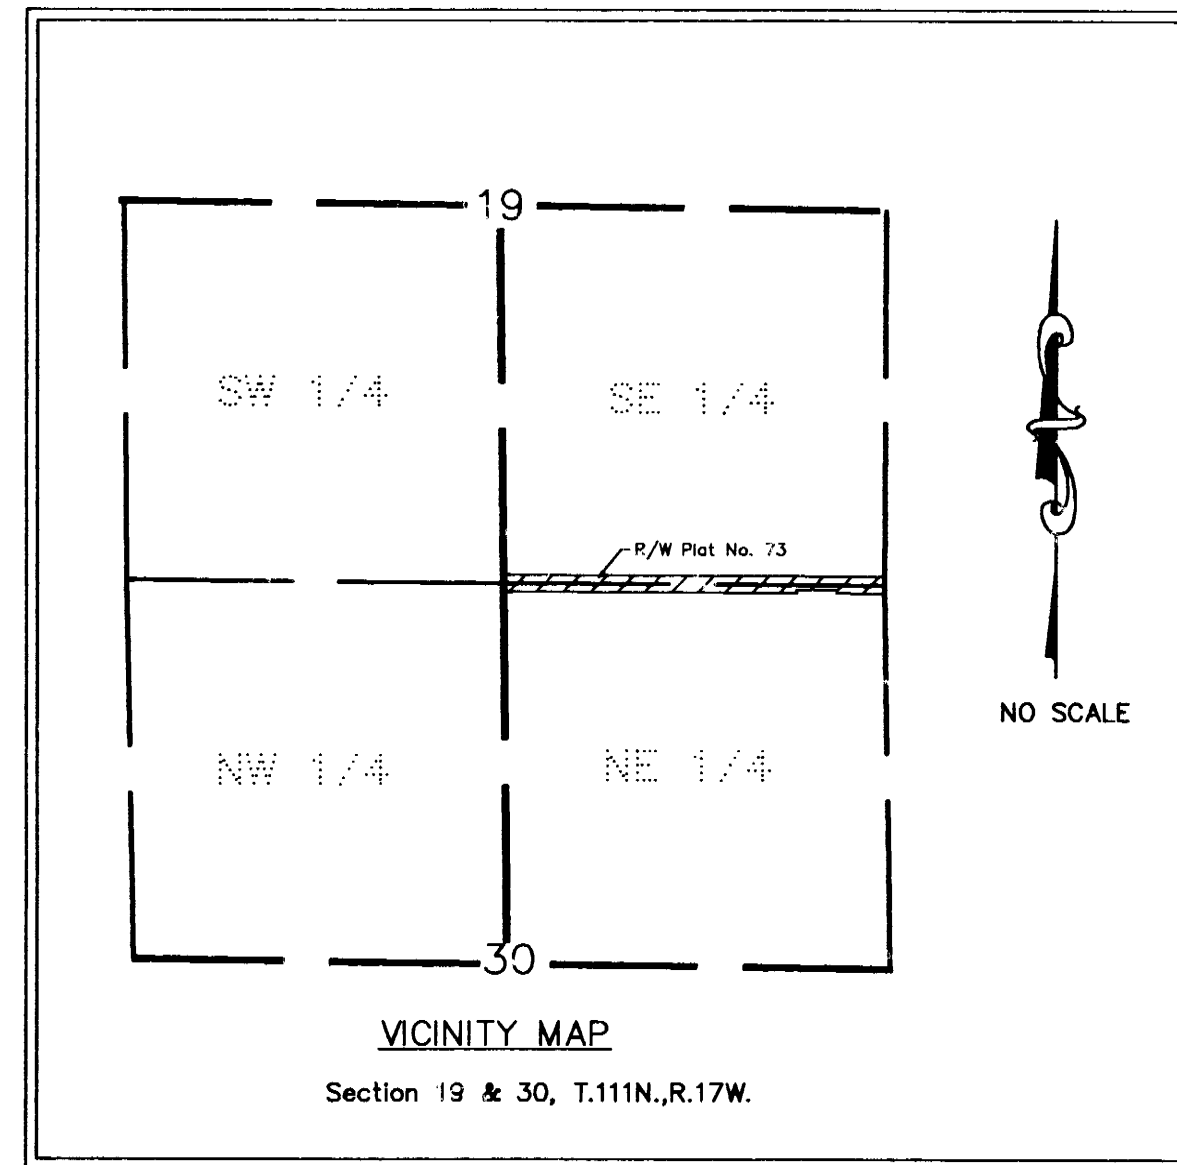 19
SW 1/4
SE 1/4
R/W Plat No. 73
NO SCALE
NW 1/4
NE 1/4
30
VICINITY MAP
Section 19 & 30, T.111N.,R.17W.